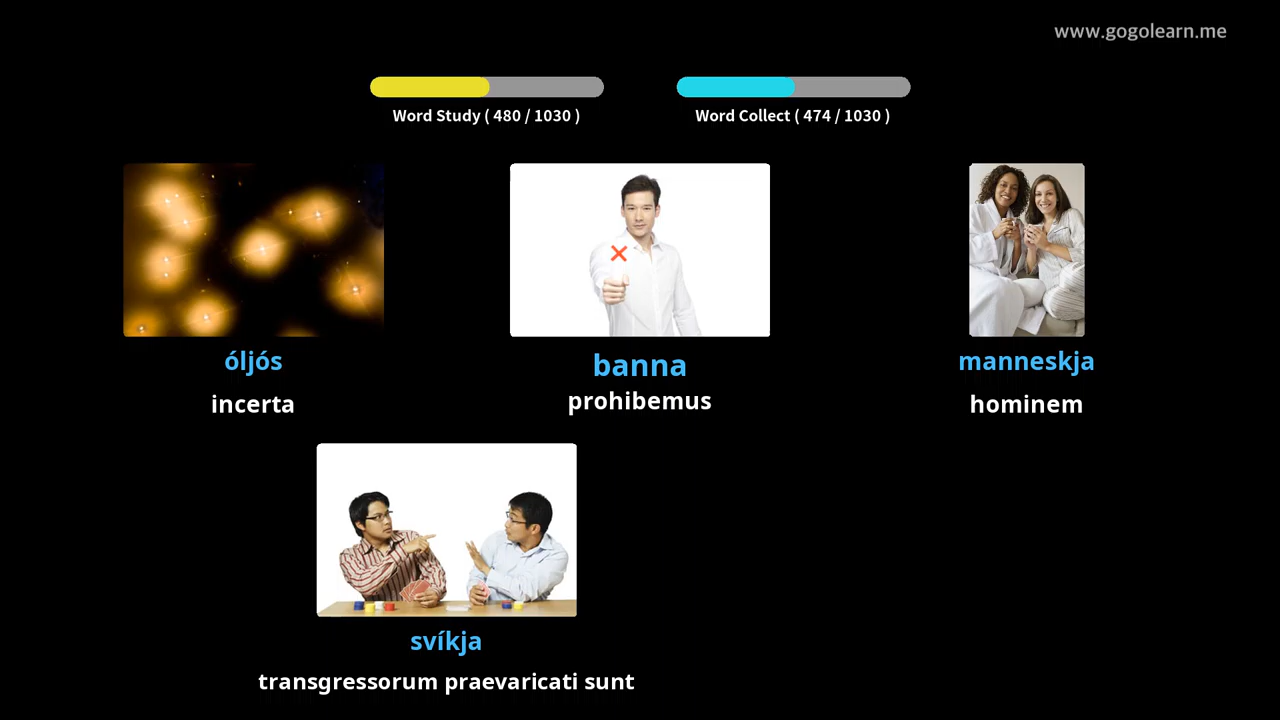 www.gogolearn.me
Word Study ( 480 / 1030 )
Word Collect ( 474 / 1030 )
óljós
banna
manneskja
incerta
prohibemus
hominem
svíkja
transgressorum praevaricati sunt